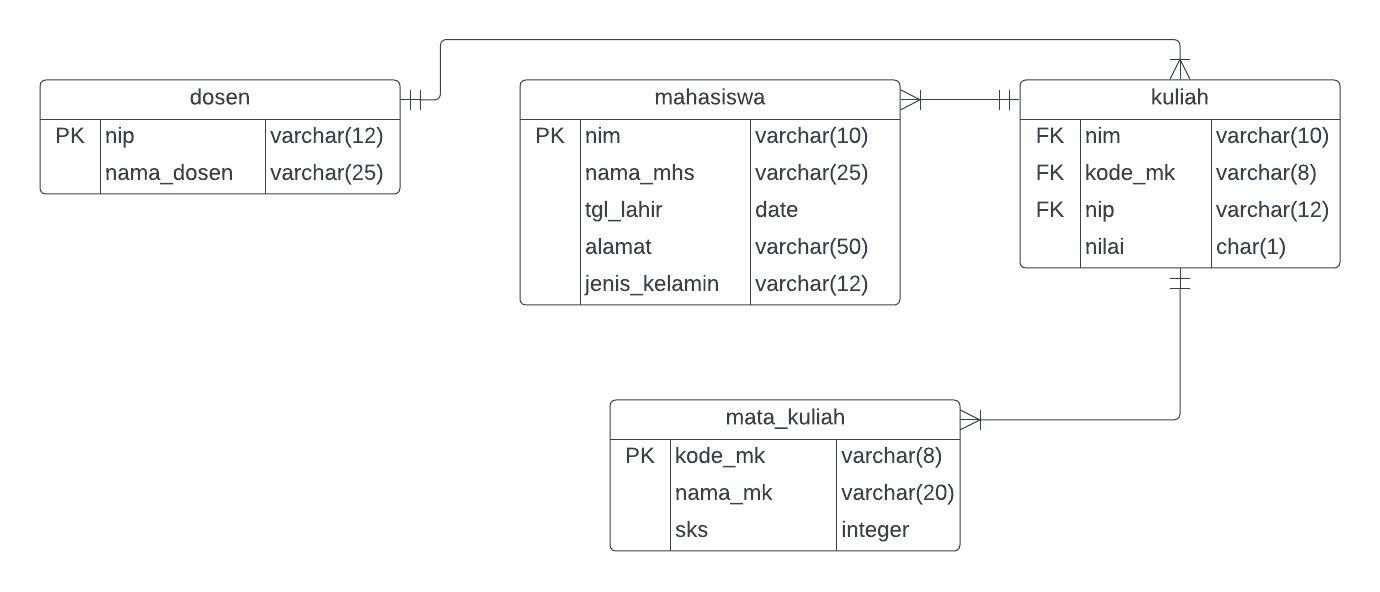 dosen
PK nip varchar(12)
nama_dosen varchar(25)
mahasiswa
PK nim varchar(10)
nama_mhs varchar(25)
tgl_lahir date
alamat varchar(50)
jenis_kelamin varchar(12)
kuliah
FK nim varchar(10)
FK kode_mk varchar(8)
FK nip varchar(12)
nilai char(1)
mata_kuliah
PK kode_mk varchar(8)
nama_mk varchar(20)
sks integer